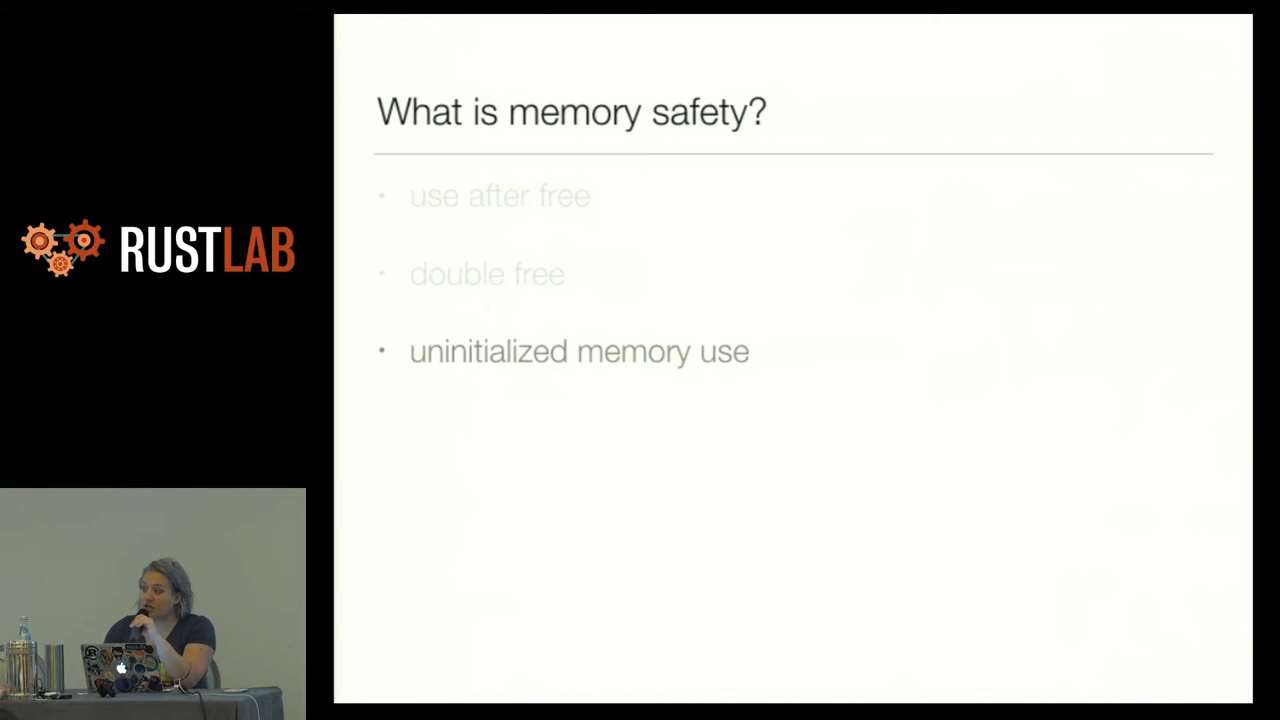 What is memory safety?
• use after free
• double free
• uninitialized memory use
RUSTLAB